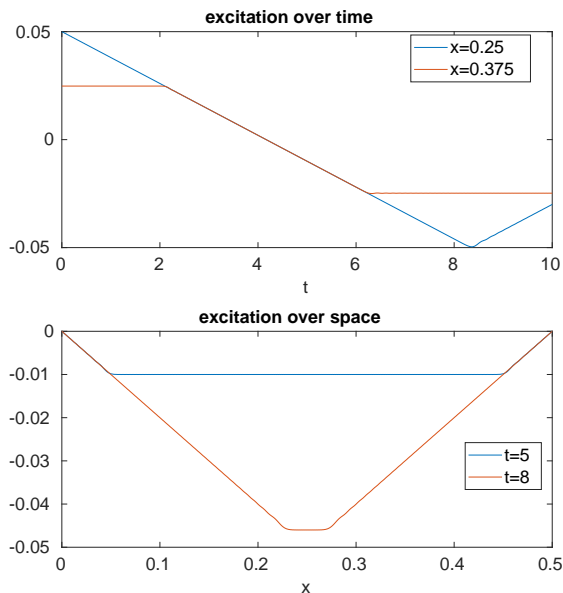 excitation over time
0.05
0
-0.05
x=0.25
x=0.375
0 2 4 6 8 10
t
excitation over space
0
-0.01
-0.02
-0.03
-0.04
-0.05
t=5
t=8
0 0.1 0.2 0.3 0.4 0.5
x